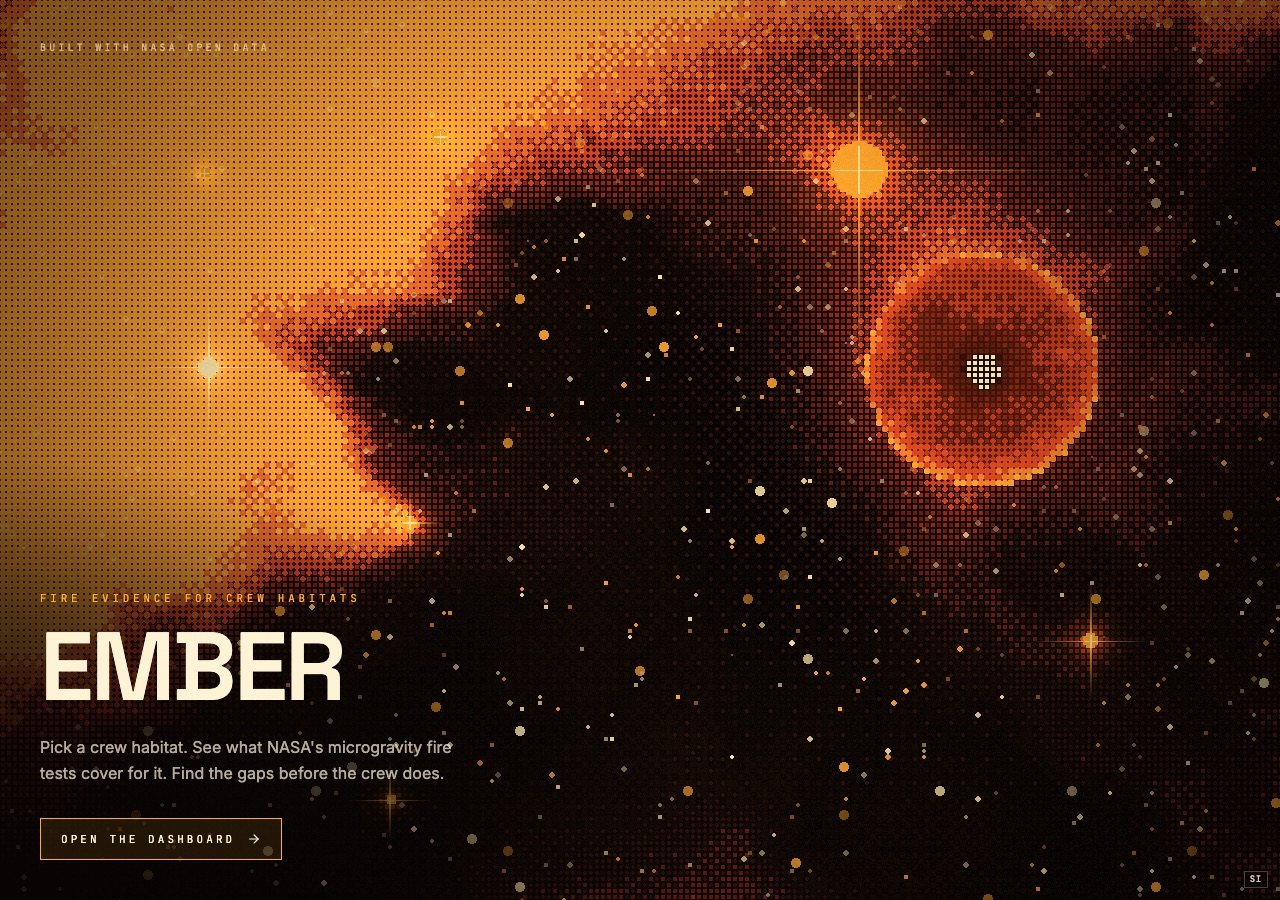 BUILT WITH NASA OPEN DATA
FIRE EVIDENCE FOR CREW HABITATS
EMBER
Pick a crew habitat. See what NASA's microgravity fire
tests cover for it. Find the gaps before the crew does.
OPEN THE DASHBOARD →
SI